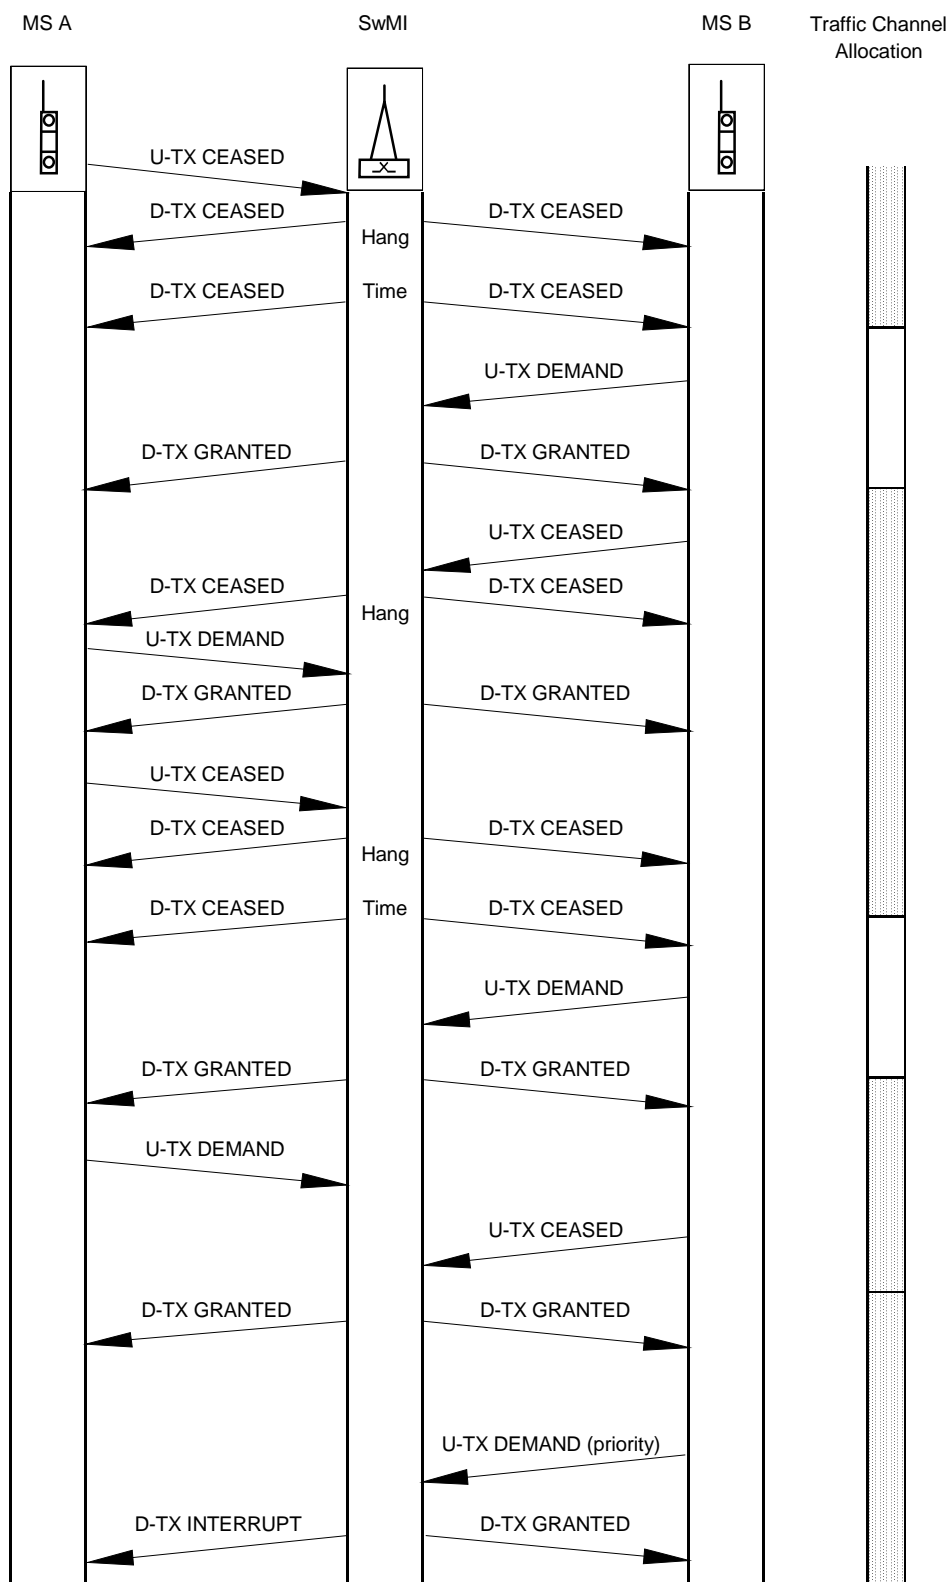 MS A SwMI MS B Traffic Channel
Allocation
U-TX CEASED
D-TX CEASED D-TX CEASED
Hang
D-TX CEASED Time D-TX CEASED
U-TX DEMAND
D-TX GRANTED D-TX GRANTED
U-TX CEASED
D-TX CEASED D-TX CEASED
Hang
U-TX DEMAND
D-TX GRANTED D-TX GRANTED
U-TX CEASED
D-TX CEASED D-TX CEASED
Hang
D-TX CEASED Time D-TX CEASED
U-TX DEMAND
D-TX GRANTED D-TX GRANTED
U-TX DEMAND
U-TX CEASED
D-TX GRANTED D-TX GRANTED
U-TX DEMAND (priority)
D-TX INTERRUPT D-TX GRANTED